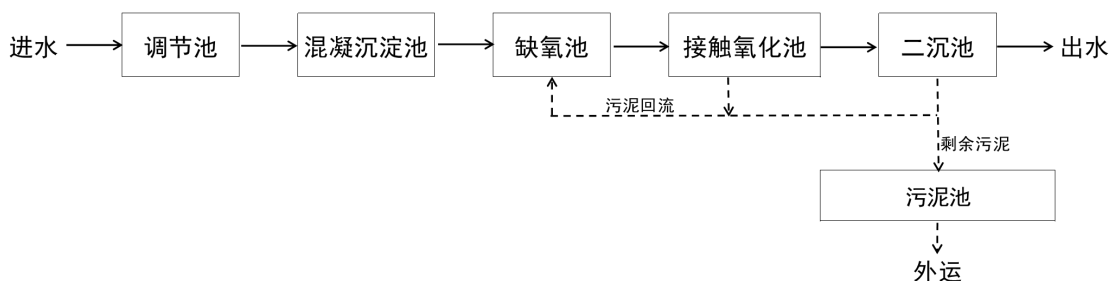 进水
调节池
混凝沉淀池
缺氧池
接触氧化池
二沉池
出水
污泥回流
剩余污泥
污泥池
外运